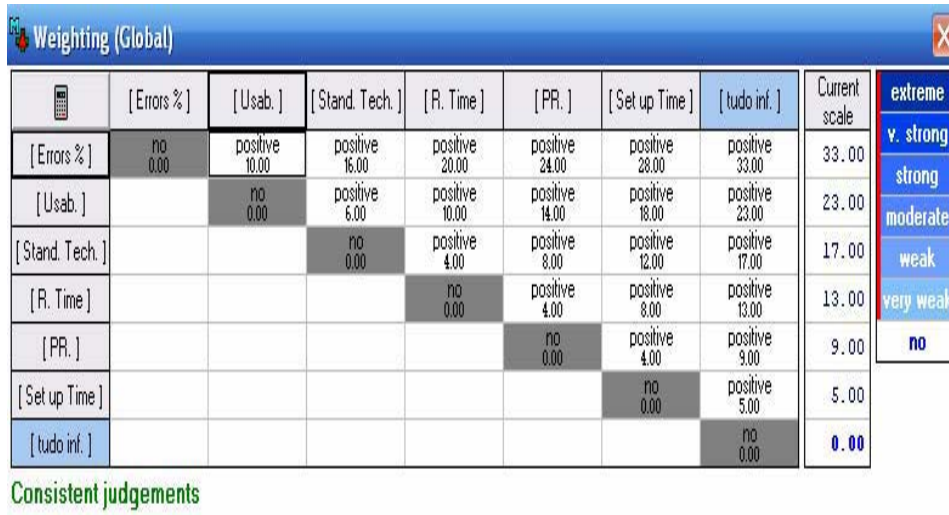 Weighting (Global)
[ Errors % ] [ Usab. ] [ Stand. Tech. ] [ R. Time ] [ PR. ] [ Set up Time ] [ tudo inf. ] Current scale
[ Errors % ] no 0.00 positive 10.00 positive 16.00 positive 20.00 positive 24.00 positive 28.00 positive 33.00 33.00
[ Usab. ] no 0.00 positive 6.00 positive 10.00 positive 14.00 positive 18.00 positive 23.00 23.00
[ Stand. Tech. ] no 0.00 positive 4.00 positive 8.00 positive 12.00 positive 17.00 17.00
[ R. Time ] no 0.00 positive 4.00 positive 8.00 positive 13.00 13.00
[ PR. ] no 0.00 positive 4.00 positive 9.00 9.00
[ Set up Time ] no 0.00 positive 5.00 5.00
[ tudo inf. ] no 0.00 0.00
extreme
v. strong
strong
moderate
weak
very weak
no
Consistent judgements